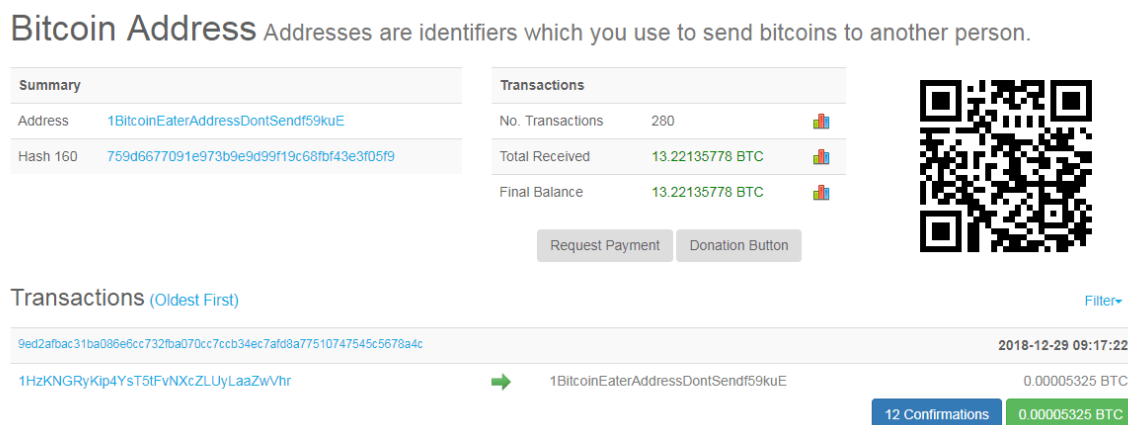 Bitcoin Address Addresses are identifiers which you use to send bitcoins to another person.
Summary
Address 1BitcoinEaterAddressDontSendf59kuE
Hash 160 759d6677091e973b9e9d99f19c68fbf43e3f05f9
Transactions
No. Transactions 280
Total Received 13.22135778 BTC
Final Balance 13.22135778 BTC
Request Payment Donation Button
Transactions (Oldest First) Filter
9ed2afbac31ba086e6cc732fba070cc7ccb34ec7afd8a77510747545c5678a4c 2018-12-29 09:17:22
1HzKNGRyKip4YsT5tFvNXcZLUyLaaZwVhr 1BitcoinEaterAddressDontSendf59kuE 0.00005325 BTC
12 Confirmations 0.00005325 BTC